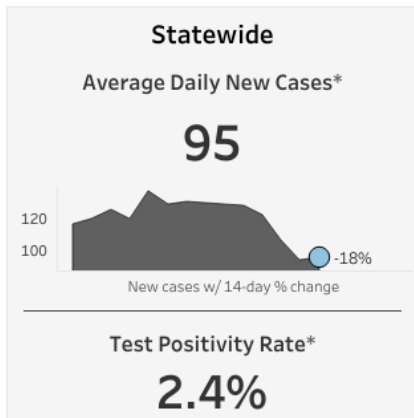 Statewide
Average Daily New Cases*
95
120
100
-18%
New cases w/ 14-day % change
Test Positivity Rate*
2.4%